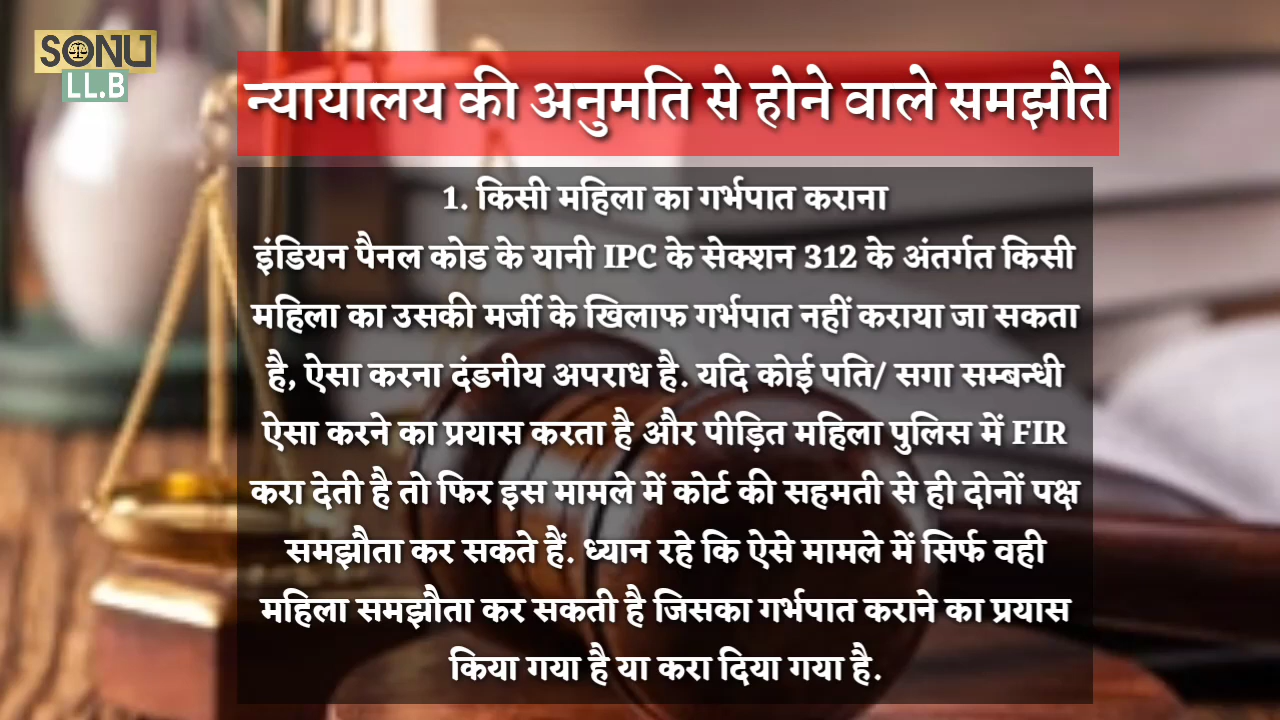 SONU
LL.B
न्यायालय की अनुमति से होने वाले समझौते
1. किसी महिला का गर्भपात कराना
इंडियन पैनल कोड के यानी IPC के सेक्शन 312 के अंतर्गत किसी
महिला का उसकी मर्जी के खिलाफ गर्भपात नहीं कराया जा सकता
है, ऐसा करना दंडनीय अपराध है. यदि कोई पति/ सगा सम्बन्धी
ऐसा करने का प्रयास करता है और पीड़ित महिला पुलिस में FIR
करा देती है तो फिर इस मामले में कोर्ट की सहमती से ही दोनों पक्ष
समझौता कर सकते हैं. ध्यान रहे कि ऐसे मामले में सिर्फ वही
महिला समझौता कर सकती है जिसका गर्भपात कराने का प्रयास
किया गया है या करा दिया गया है.